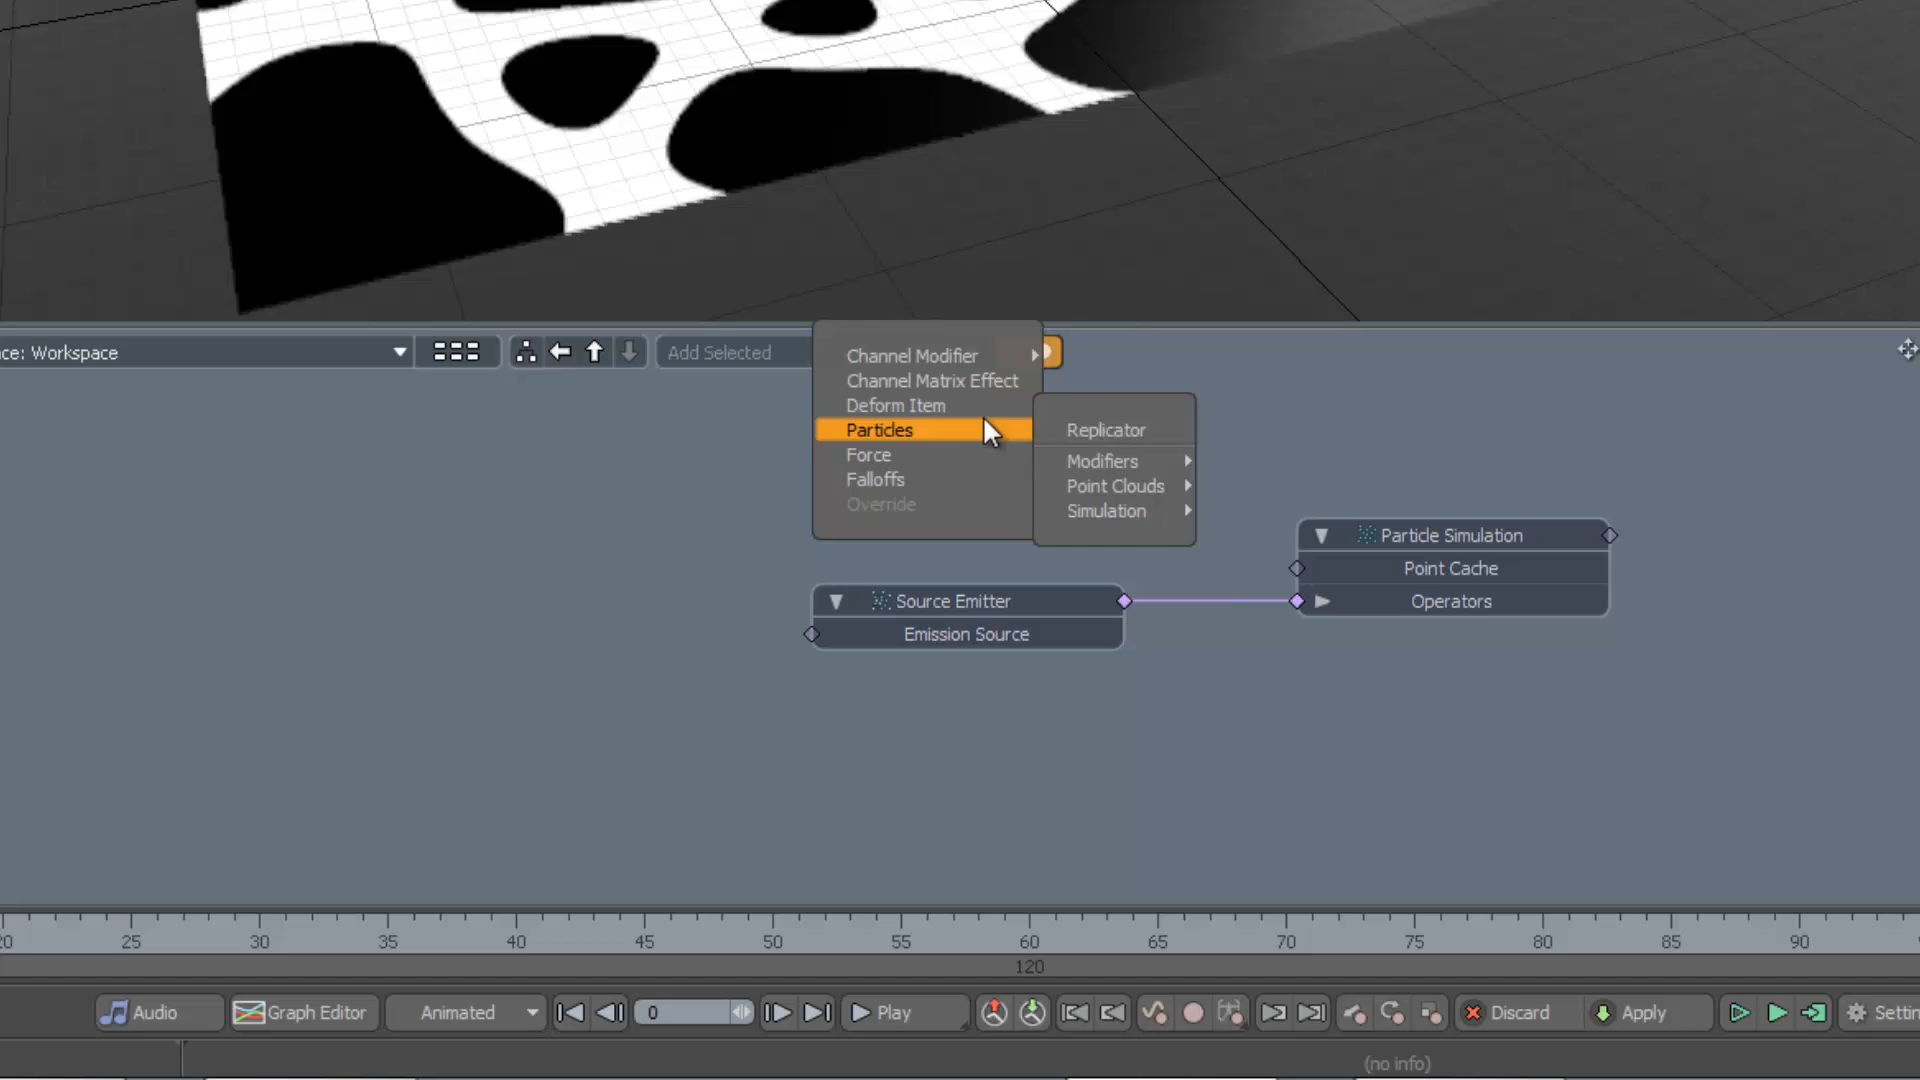 ce: Workspace
Add Selected
Channel Modifier
Channel Matrix Effect
Deform Item
Particles
Force
Falloffs
Override
Replicator
Modifiers
Point Clouds
Simulation
Particle Simulation
Point Cache
Operators
Source Emitter
Emission Source
20 25 30 35 40 45 50 55 60 65 70 75 80 85 90
120
Audio
Graph Editor
Animated
0
Play
Discard
Apply
Settin
(no info)